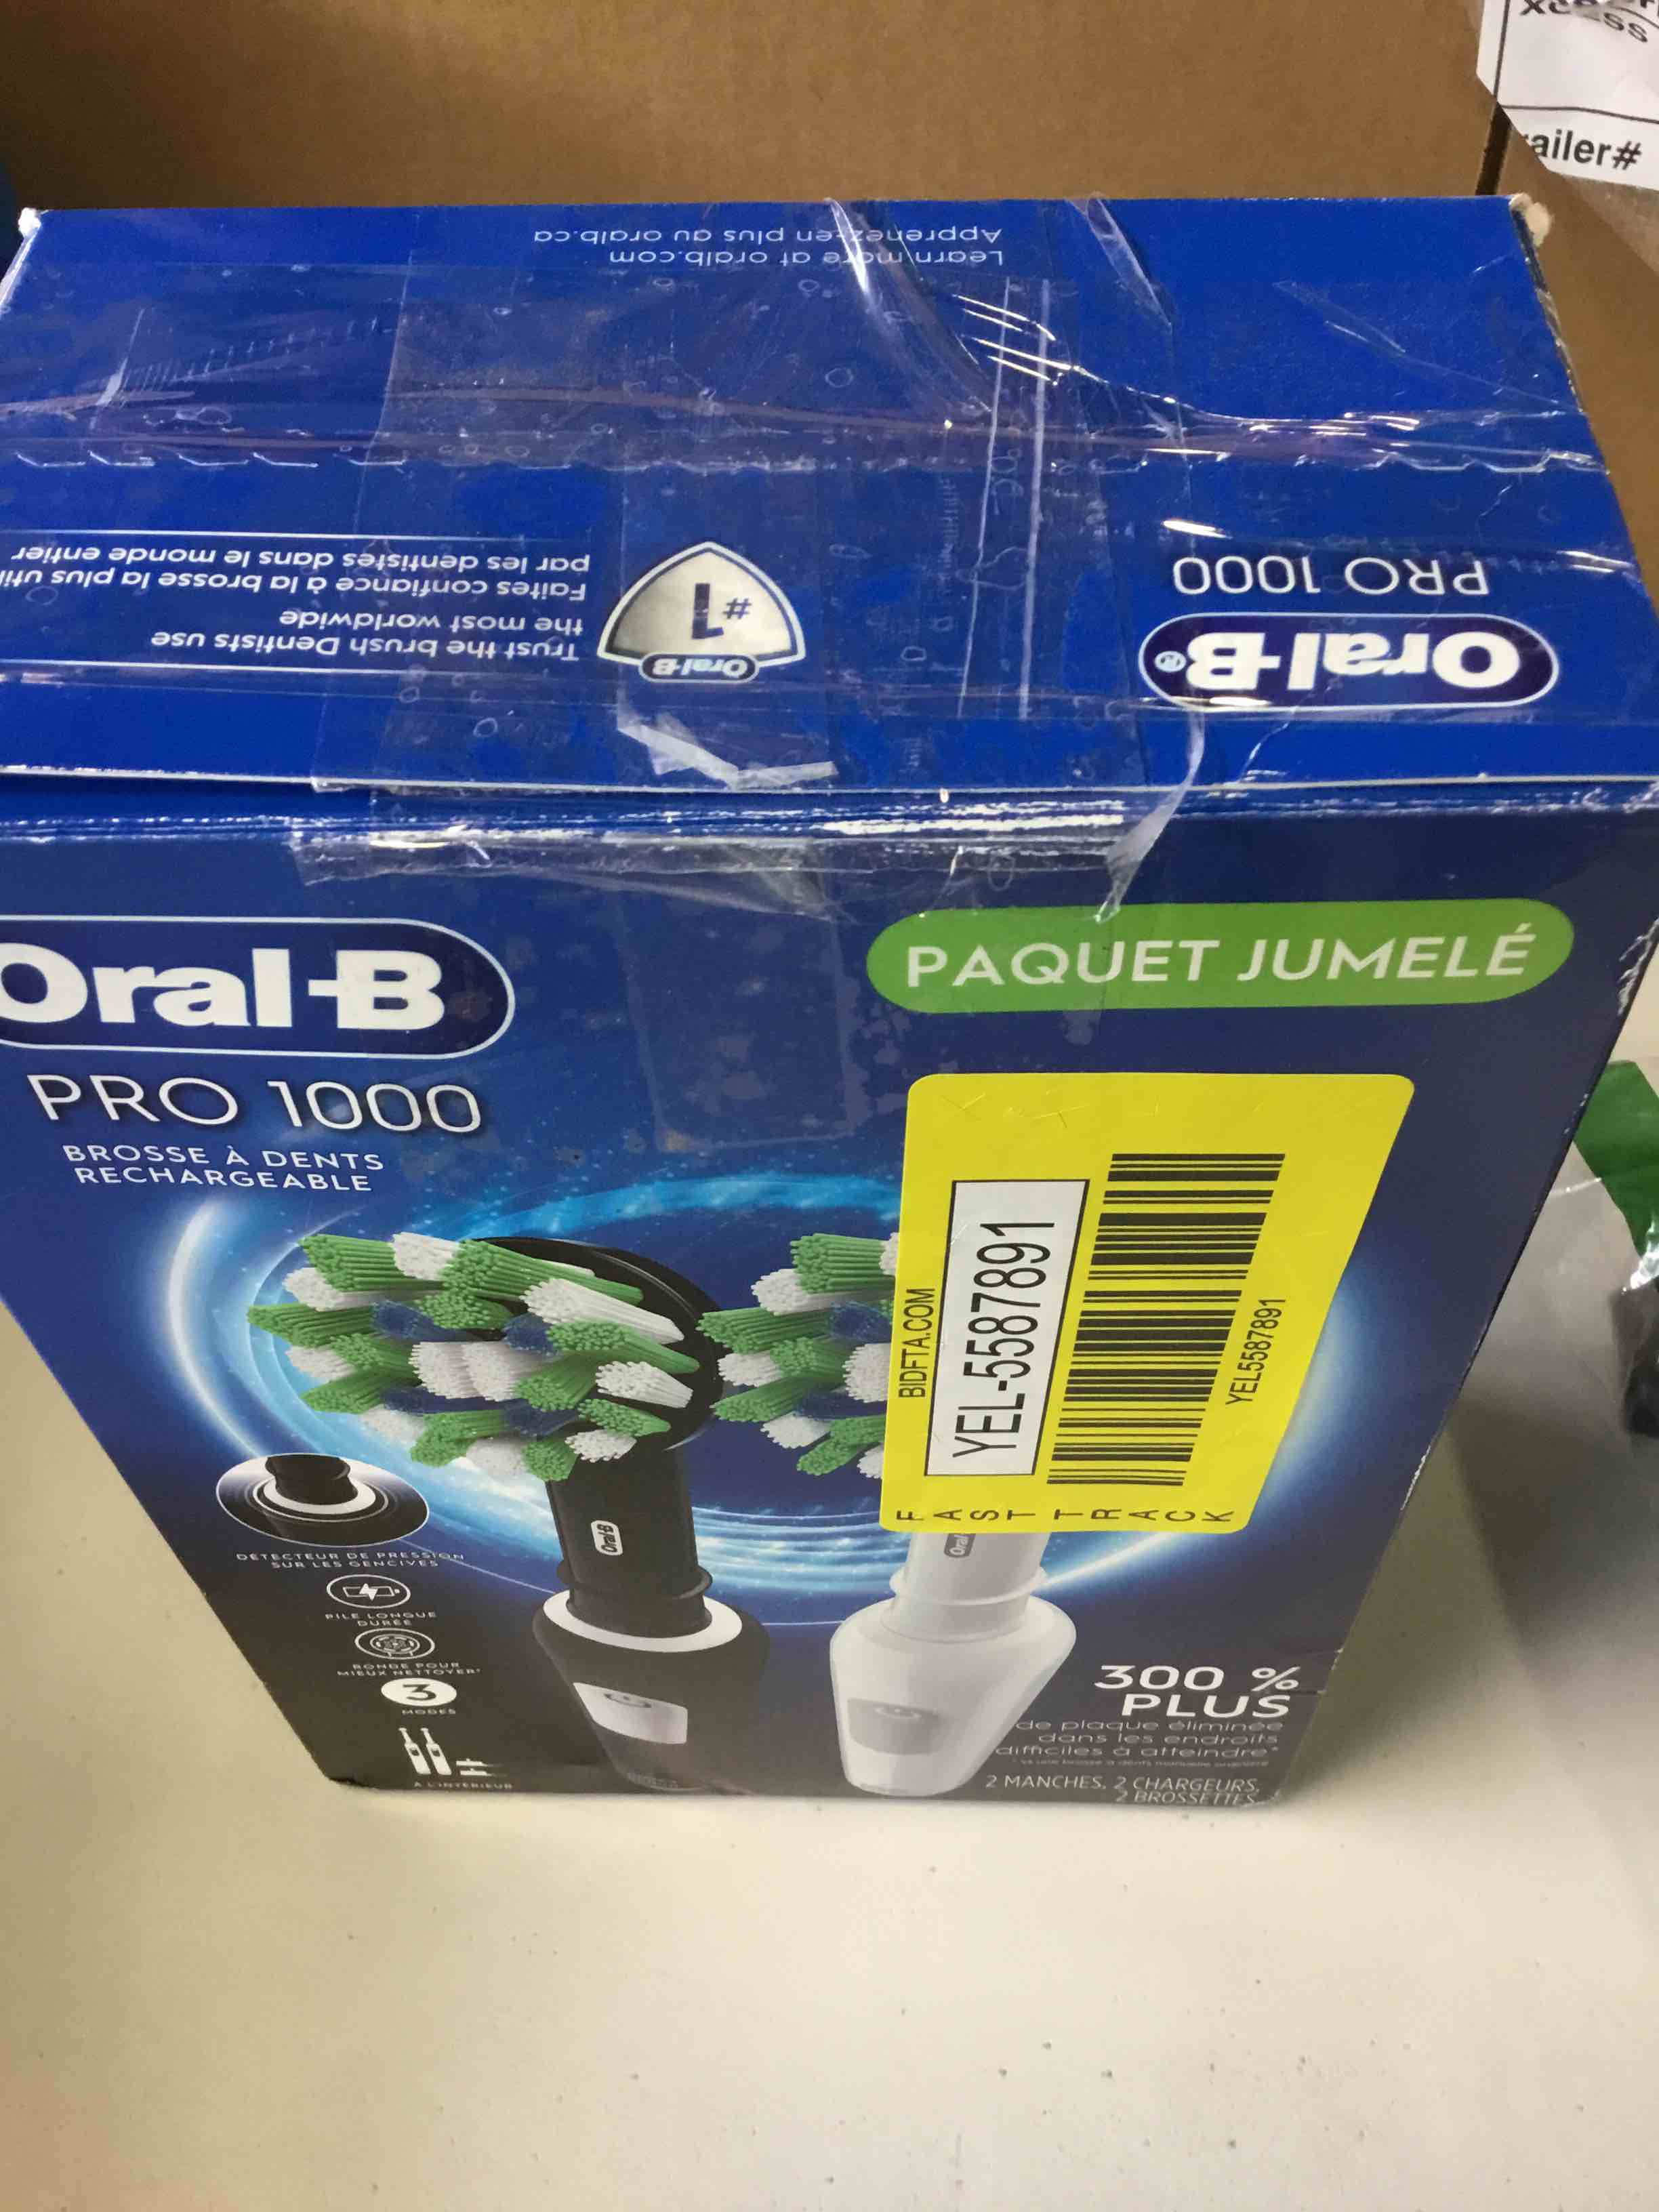 ailer#
Learn more at oralb.com
Apprenez-en plus au oralb.ca
Oral-B
PRO 1000
Oral-B
#1
Trust the brush Dentists use
the most worldwide
Faites confiance à la brosse la plus utili
par les dentistes dans le monde entier
Oral-B
PRO 1000
BROSSE À DENTS
RECHARGEABLE
PAQUET JUMELÉ
BIDFTA.COM
YEL-5587891
YEL5587891
FAST TRACK
Oral-B
Oral
DÉTECTEUR DE PRESSION
SUR LES GENCIVES
PILE LONGUE
DURÉE
RONDE POUR
MIEUX NETTOYER*
3
MODES
À L'INTÉRIEUR
300 %
PLUS
de plaque éliminée
dans les endroits
difficiles à atteindre*
2 MANCHES, 2 CHARGEURS,
2 BROSSETTES